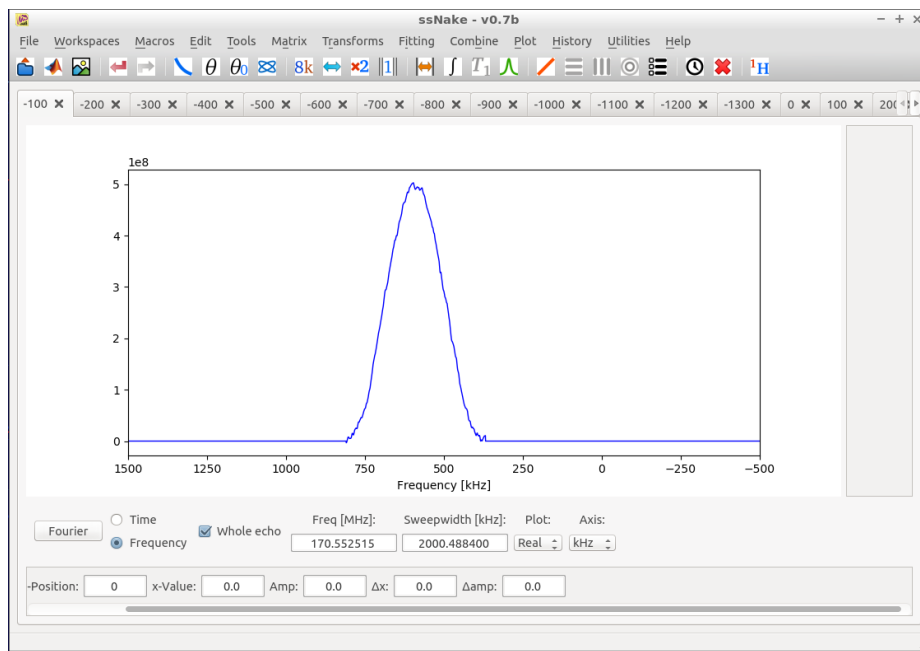 ssNake - v0.7b
File Workspaces Macros Edit Tools Matrix Transforms Fitting Combine Plot History Utilities Help
θ θ0 8k ×2 ||1|| ∫ T1 1H
-100 -200 -300 -400 -500 -600 -700 -800 -900 -1000 -1100 -1200 -1300 0 100 200
1e8
5
4
3
2
1
0
1500 1250 1000 750 500 250 0 −250 −500
Frequency [kHz]
Fourier
Time
Frequency
Whole echo
Freq [MHz]: Sweepwidth [kHz]: Plot: Axis:
170.552515 2000.488400 Real kHz
-Position: 0 x-Value: 0.0 Amp: 0.0 Δx: 0.0 Δamp: 0.0